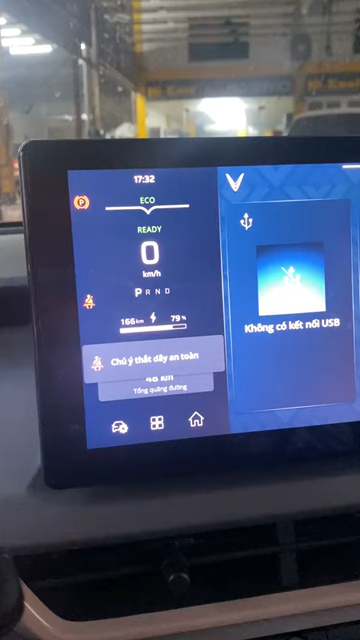 17:32
ECO
READY
0
km/h
P R N D
166 km
79 %
Chú ý thắt dây an toàn
Tổng quãng đường
Không có kết nối USB